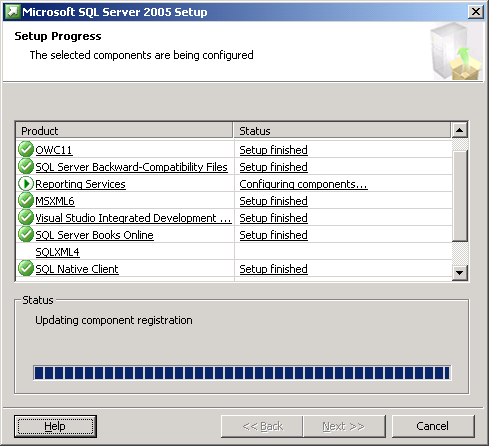 Microsoft SQL Server 2005 Setup
Setup Progress
The selected components are being configured
Product Status
OWC11 Setup finished
SQL Server Backward-Compatibility Files Setup finished
Reporting Services Configuring components...
MSXML6 Setup finished
Visual Studio Integrated Development ... Setup finished
SQL Server Books Online Setup finished
SQLXML4
SQL Native Client Setup finished
Status
Updating component registration
Help << Back Next >> Cancel